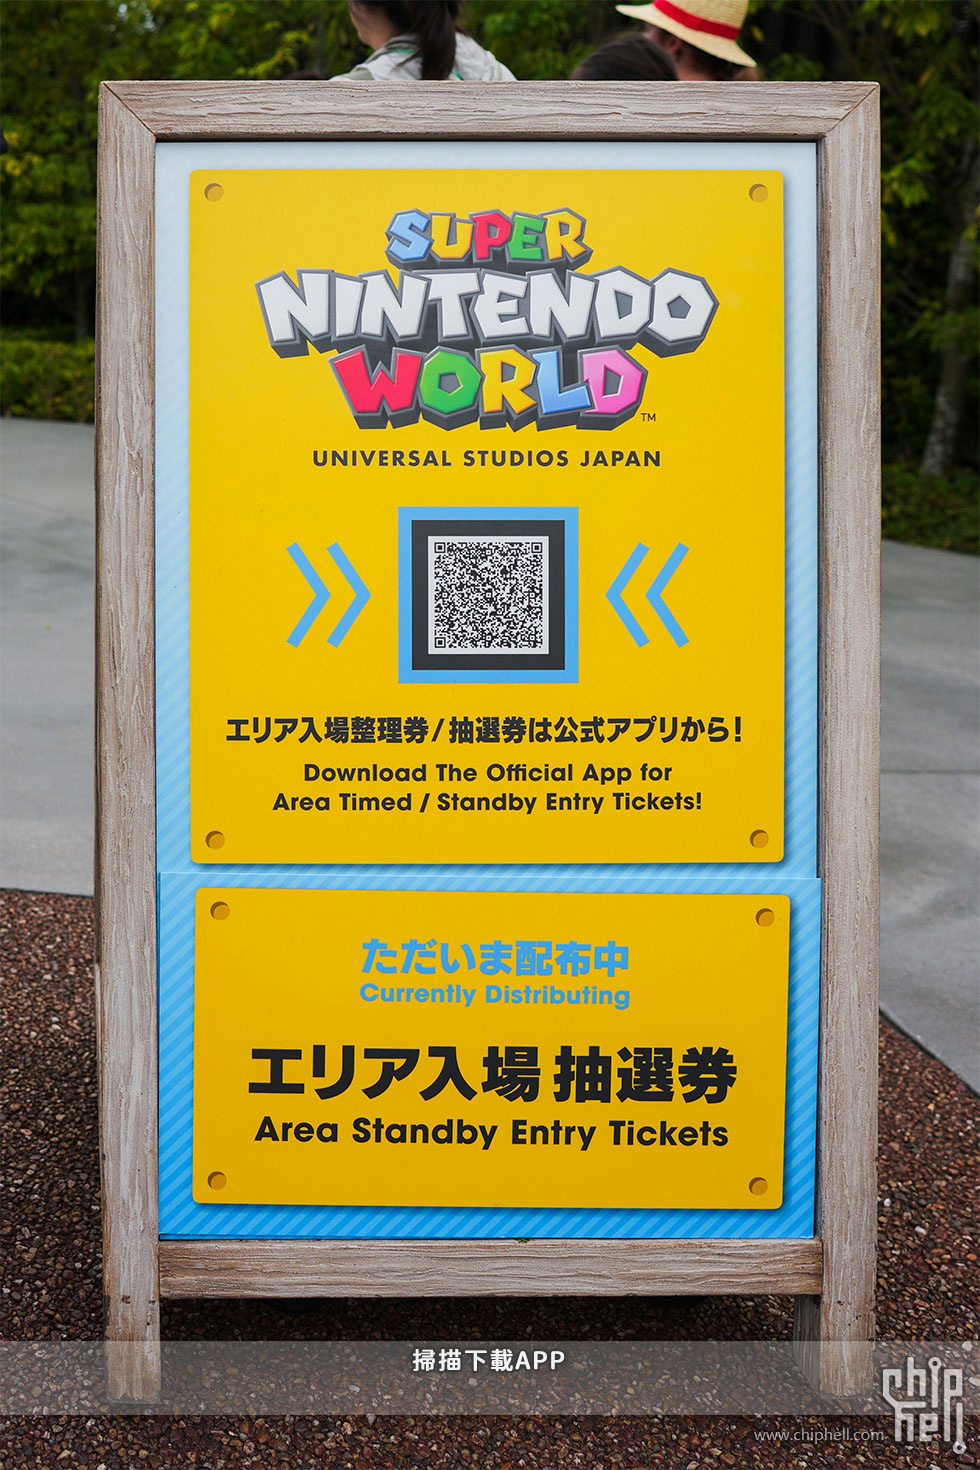 SUPER
NINTENDO
WORLD
TM
UNIVERSAL STUDIOS JAPAN
エリア入場整理券/抽選券は公式アプリから!
Download The Official App for
Area Timed / Standby Entry Tickets!
ただいま配布中
Currently Distributing
エリア入場 抽選券
Area Standby Entry Tickets
掃描下載APP
chip
hell
www.chiphell.com